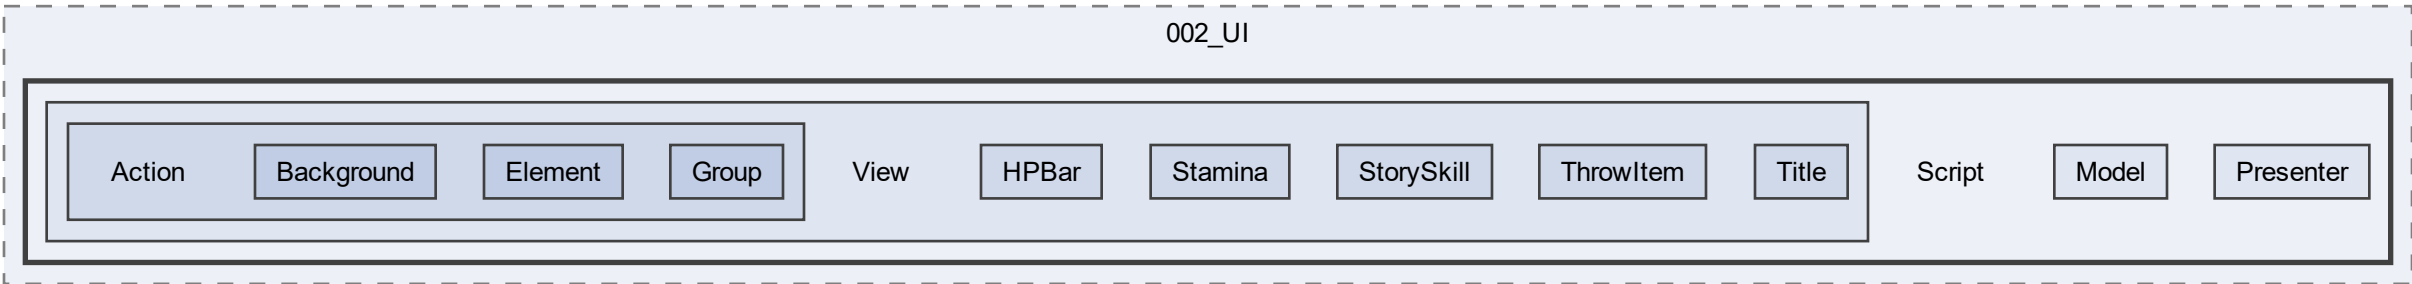 002_UI
Action Background Element Group View HPBar Stamina StorySkill ThrowItem Title Script Model Presenter